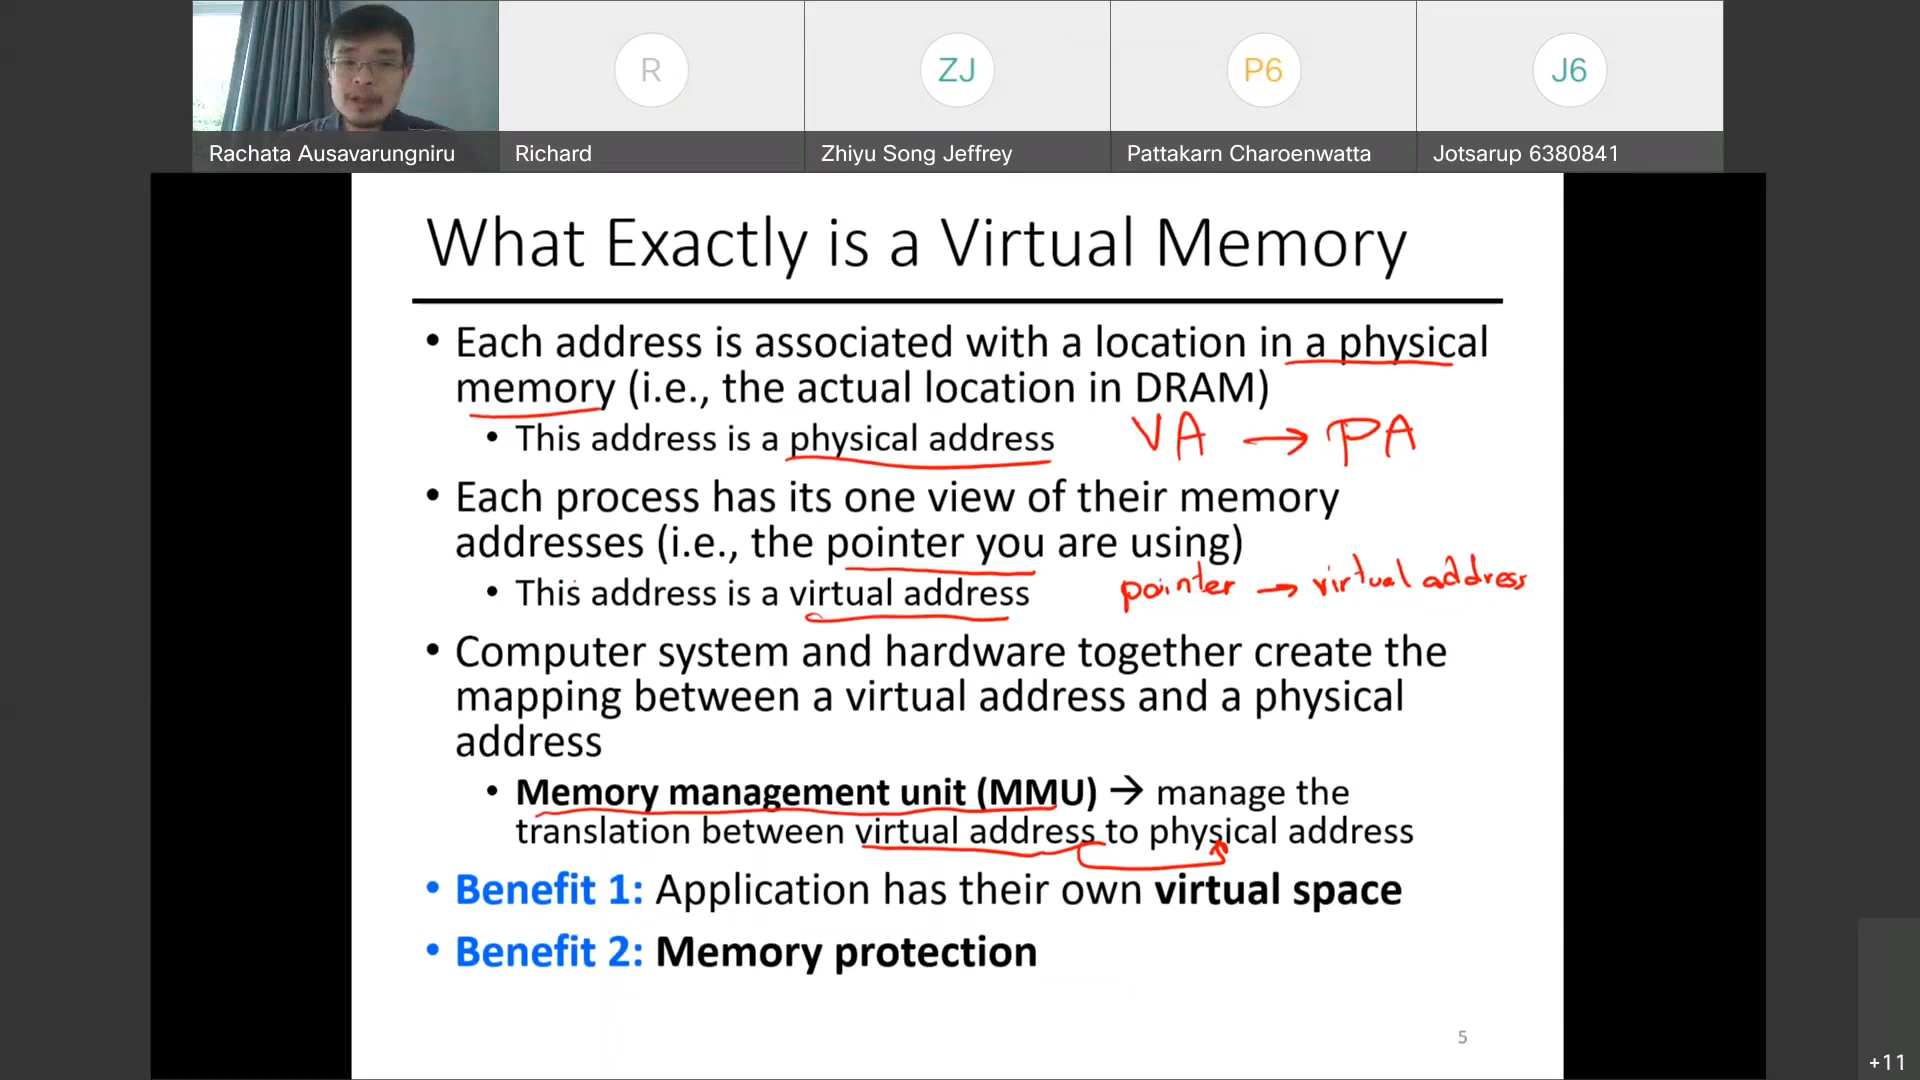 R
ZJ
P6
J6
Rachata Ausavarungniru
Richard
Zhiyu Song Jeffrey
Pattakarn Charoenwatta
Jotsarup 6380841
What Exactly is a Virtual Memory
• Each address is associated with a location in a physical
memory (i.e., the actual location in DRAM)
• This address is a physical address
VA → PA
• Each process has its one view of their memory
addresses (i.e., the pointer you are using)
• This address is a virtual address
pointer → virtual address
• Computer system and hardware together create the
mapping between a virtual address and a physical
address
• Memory management unit (MMU) → manage the
translation between virtual address to physical address
• Benefit 1: Application has their own virtual space
• Benefit 2: Memory protection
5
+11